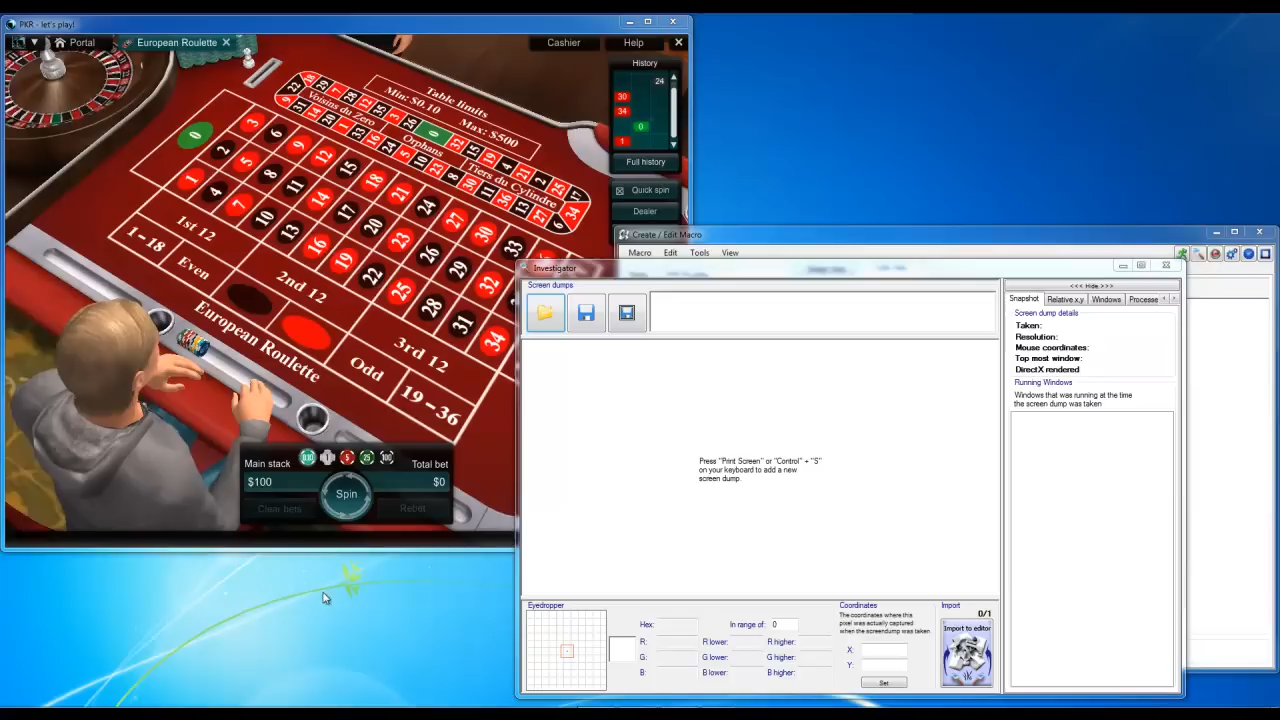 PKR - let's play!
Portal
European Roulette
Cashier
Help
History
24
30
34
0
1
Full history
Quick spin
Dealer
Table limits
Min: $0.10 Max: $500
Voisins du Zero
Orphans
Tiers du Cylindre
0
3 6 9 12 15 18 21 24 27 30 33
2 5 8 11 14 17 20 23 26 29 32
1 4 7 10 13 16 19 22 25 28 31 34
1st 12
2nd 12
3rd 12
1-18
Even
Odd
19-36
European Roulette
Main stack
Total bet
0.10 1 5 25 100
$100
$0
Spin
Clear bets
Rebet
Create / Edit Macro
Macro Edit Tools View
Investigator
Screen dumps
Press "Print Screen" or "Control" + "S"
on your keyboard to add a new
screen dump.
<<< Hide >>>
Snapshot Relative x,y Windows Processe
Screen dump details
Taken:
Resolution:
Mouse coordinates:
Top most window:
DirectX rendered
Running Windows
Windows that was running at the time
the screen dump was taken
Eyedropper
Hex:
In range of: 0
R: R lower: R higher:
G: G lower: G higher:
B: B lower: B higher:
Coordinates
The coordinates where this
pixel was actually captured
when the screendump was taken
X:
Y:
Set
Import
0/1
Import to editor